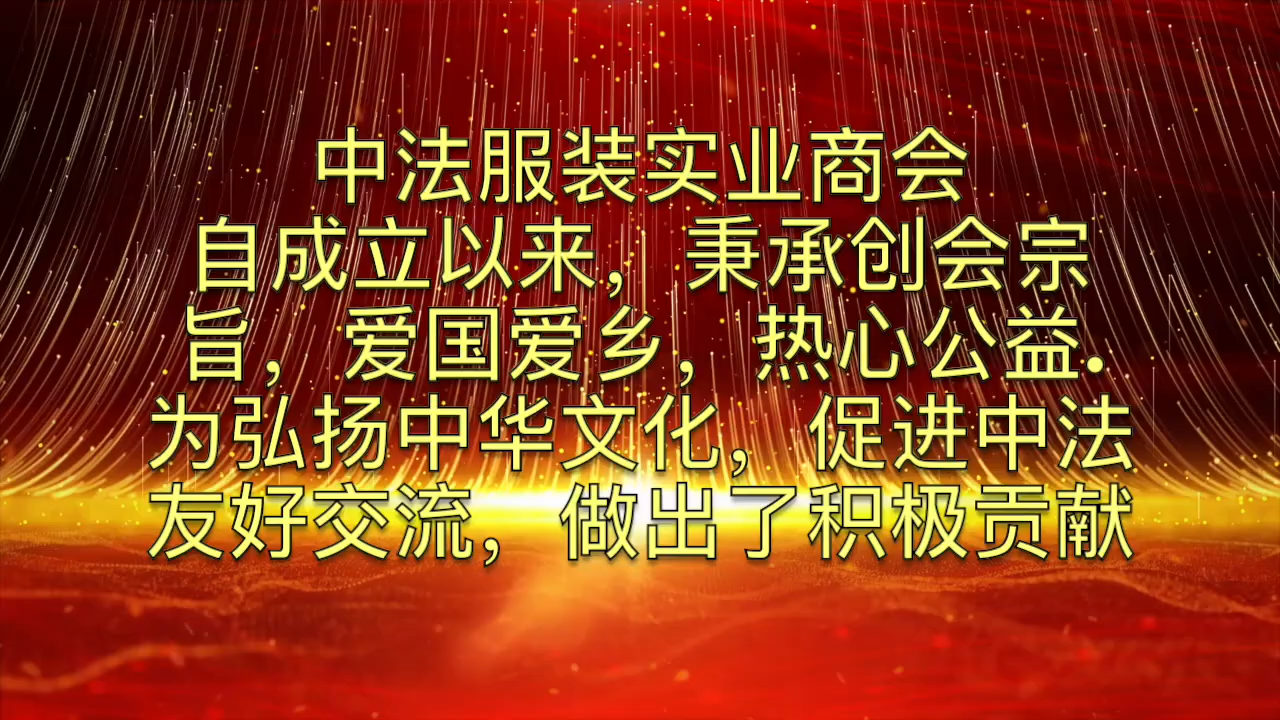 中法服装实业商会
自成立以来，秉承创会宗
旨，爱国爱乡，热心公益.
为弘扬中华文化，促进中法
友好交流，做出了积极贡献